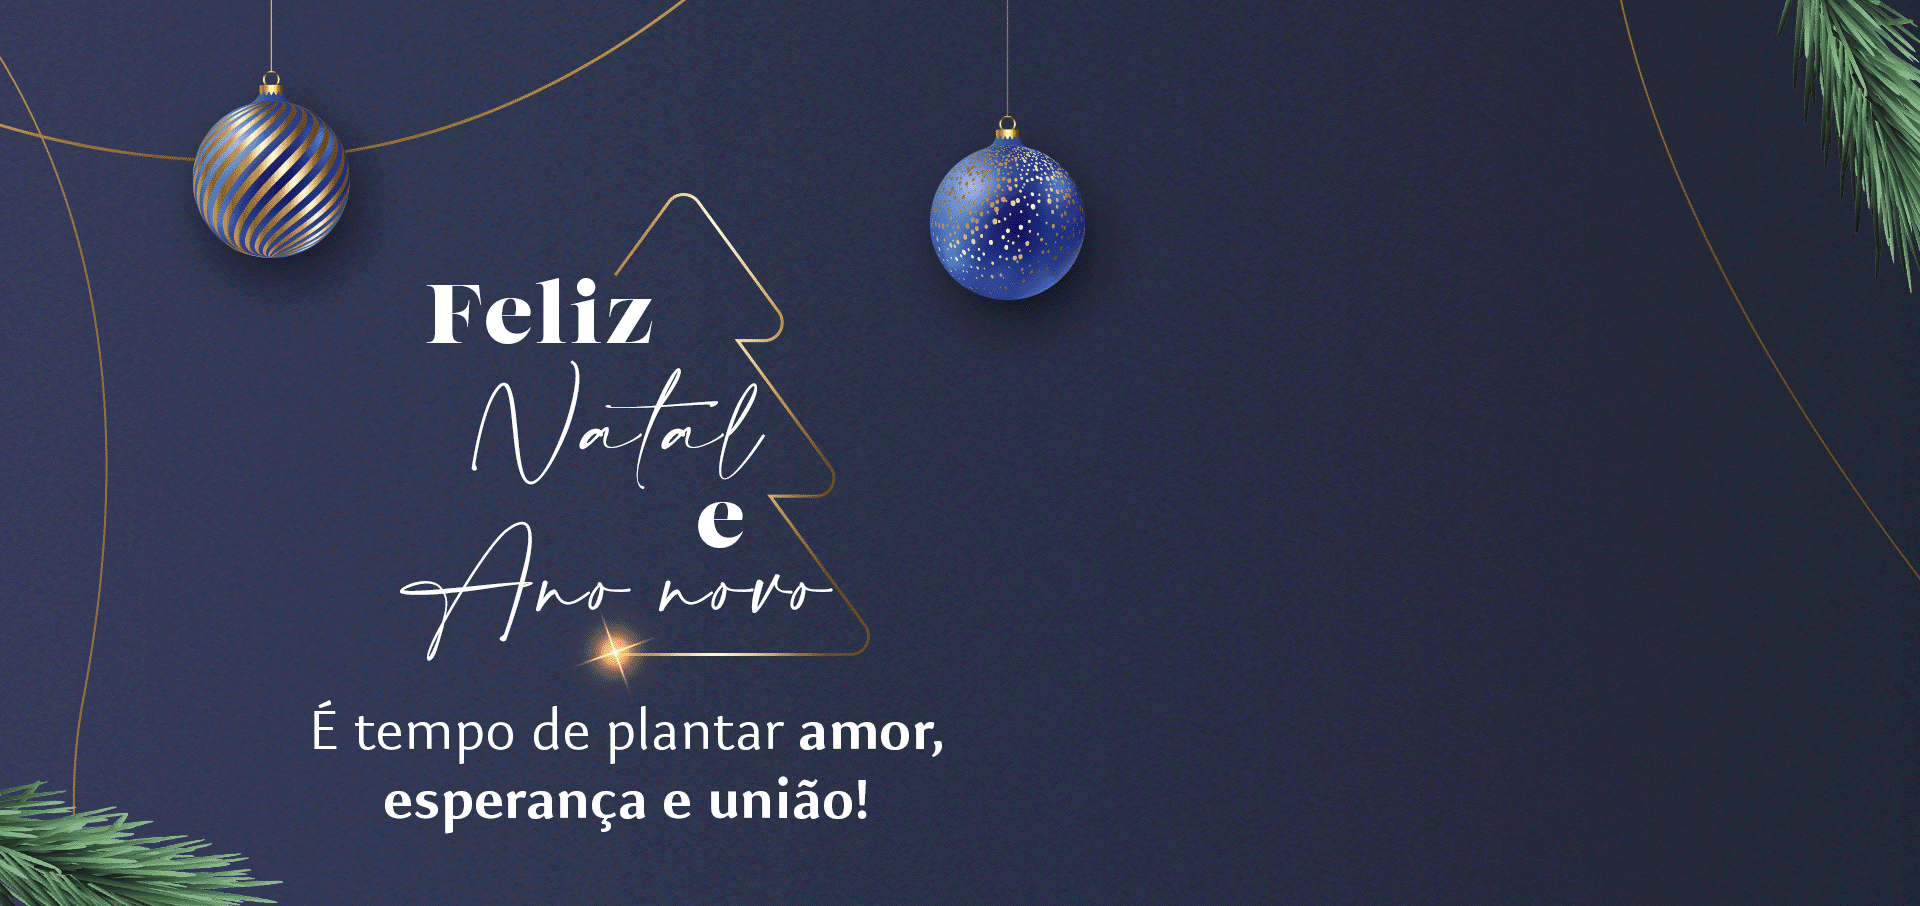 Feliz
Natal
e
Ano novo
É tempo de plantar amor,
esperança e união!